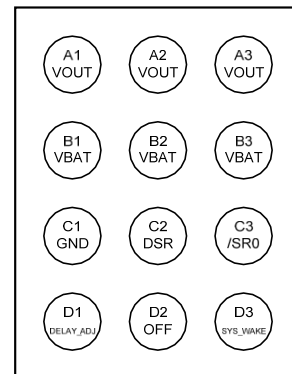 A1 A2 A3
VOUT VOUT VOUT
B1 B2 B3
VBAT VBAT VBAT
C1 C2 C3
GND DSR /SR0
D1 D2 D3
DELAY_ADJ OFF SYS_WAKE